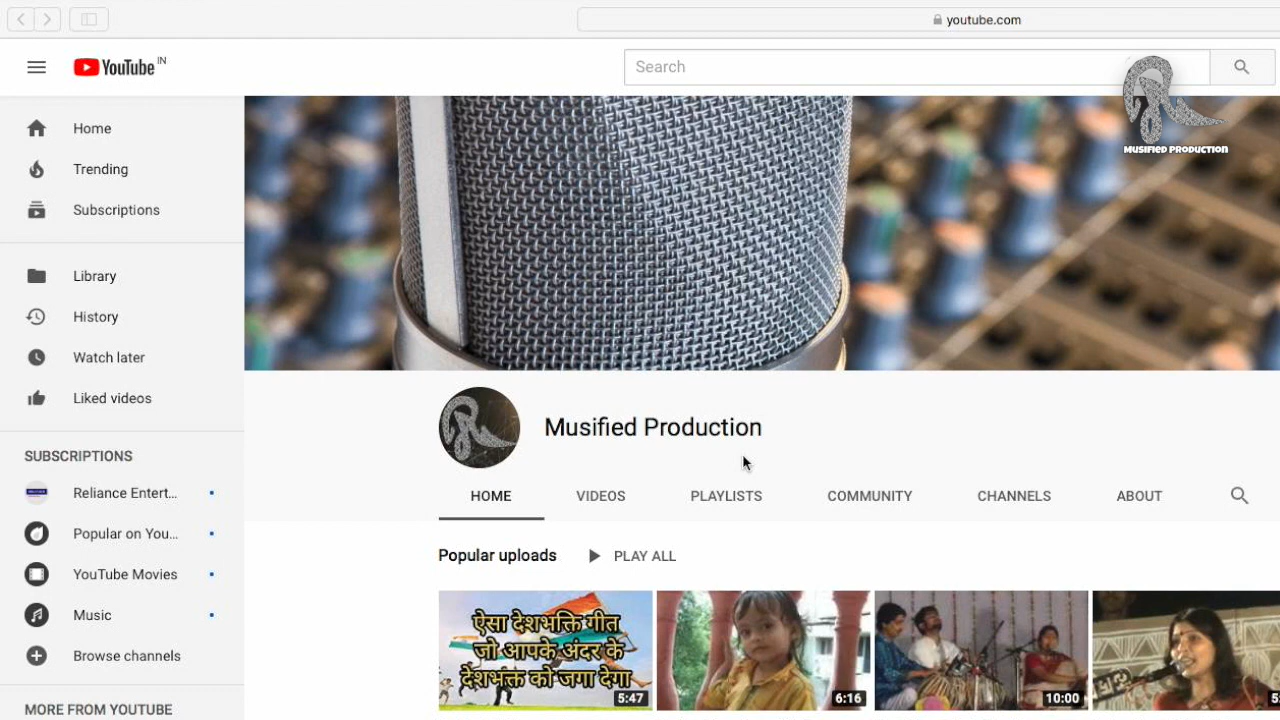 youtube.com
YouTube IN
Search
MUSIFIED PRODUCTION
Home
Trending
Subscriptions
Library
History
Watch later
Liked videos
SUBSCRIPTIONS
Reliance Entert...
Popular on You...
YouTube Movies
Music
Browse channels
MORE FROM YOUTUBE
Musified Production
HOME VIDEOS PLAYLISTS COMMUNITY CHANNELS ABOUT
Popular uploads PLAY ALL
ऐसा देशभक्ति गीत
जो आपके अंदर के
देशभक्त को जगा देगा
5:47
6:16
10:00